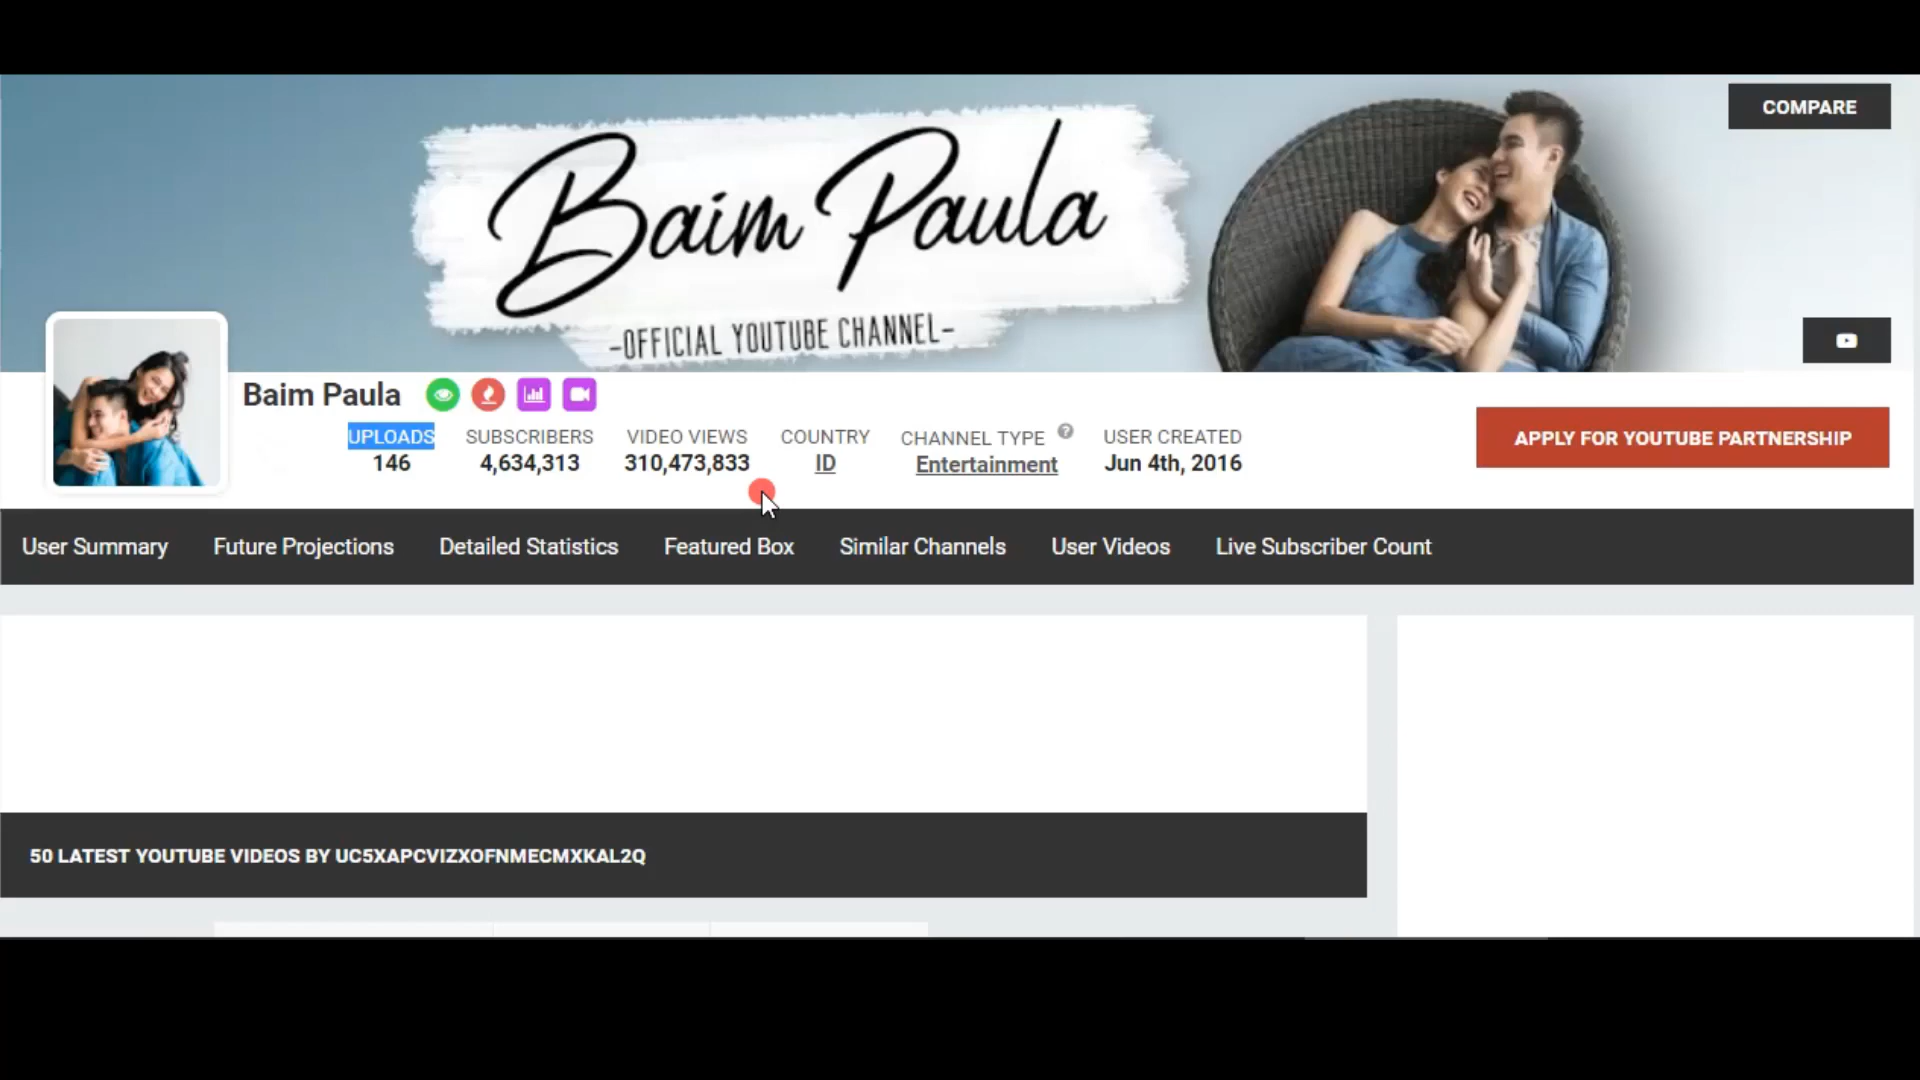 COMPARE
Baim Paula
-OFFICIAL YOUTUBE CHANNEL-
Baim Paula
UPLOADS SUBSCRIBERS VIDEO VIEWS COUNTRY CHANNEL TYPE ? USER CREATED
146 4,634,313 310,473,833 ID Entertainment Jun 4th, 2016
APPLY FOR YOUTUBE PARTNERSHIP
User Summary Future Projections Detailed Statistics Featured Box Similar Channels User Videos Live Subscriber Count
50 LATEST YOUTUBE VIDEOS BY UC5XAPCVIZXOFNMECMXKAL2Q